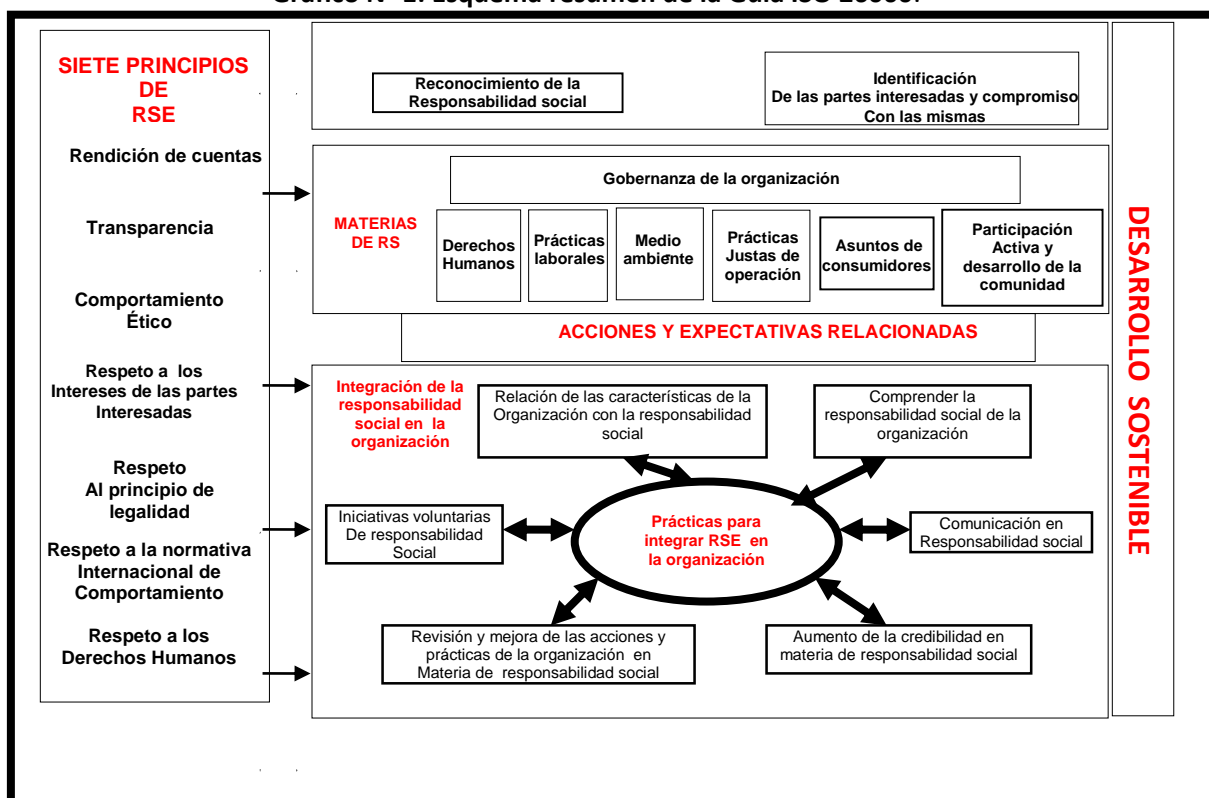 SIETE PRINCIPIOS
DE
RSE
Rendición de cuentas
Transparencia
Comportamiento
Ético
Respeto a los
Intereses de las partes
Interesadas
Respeto
Al principio de
legalidad
Respeto a la normativa
Internacional de
Comportamiento
Respeto a los
Derechos Humanos
Reconocimiento de la
Responsabilidad social
Identificación
De las partes interesadas y compromiso
Con las mismas
Gobernanza de la organización
MATERIAS
DE RS
Derechos
Humanos
Prácticas
laborales
Medio
ambiente
Prácticas
Justas de
operación
Asuntos de
consumidores
Participación
Activa y
desarrollo de la
comunidad
ACCIONES Y EXPECTATIVAS RELACIONADAS
Integración de la
responsabilidad
social en la
organización
Relación de las características de la
Organización con la responsabilidad
social
Comprender la
responsabilidad social de la
organización
Iniciativas voluntarias
De responsabilidad
Social
Prácticas para
integrar RSE en
la organización
Comunicación en
Responsabilidad social
Revisión y mejora de las acciones y
prácticas de la organización en
Materia de responsabilidad social
Aumento de la credibilidad en
materia de responsabilidad social
DESARROLLO SOSTENIBLE